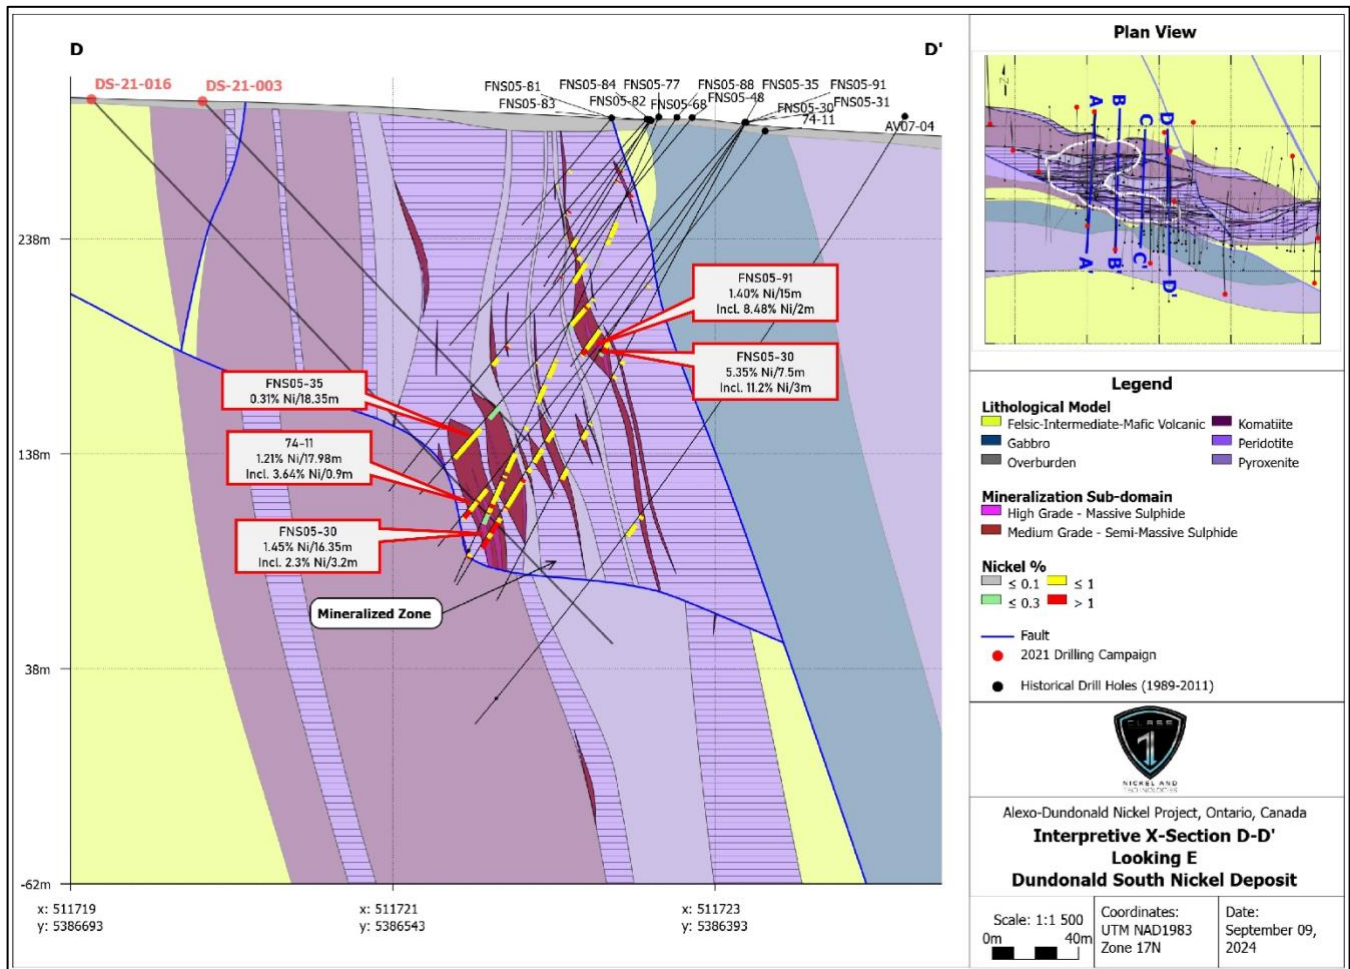 D
D'
DS-21-016
DS-21-003
FNS05-81
FNS05-84
FNS05-77
FNS05-88
FNS05-35
FNS05-91
FNS05-83
FNS05-82
FNS05-68
FNS05-48
FNS05-30
FNS05-31
74-11
AV07-04
238m
138m
38m
-62m
FNS05-91
1.40% Ni/15m
Incl. 8.48% Ni/2m
FNS05-30
5.35% Ni/7.5m
Incl. 11.2% Ni/3m
FNS05-35
0.31% Ni/18.35m
74-11
1.21% Ni/17.98m
Incl. 3.64% Ni/0.9m
FNS05-30
1.45% Ni/16.35m
Incl. 2.3% Ni/3.2m
Mineralized Zone
x: 511719
y: 5386693
x: 511721
y: 5386543
x: 511723
y: 5386393
Plan View
N
A
B
C
D
A'
B'
C'
D'
Legend
Lithological Model
Felsic-Intermediate-Mafic Volcanic
Komatiite
Gabbro
Peridotite
Overburden
Pyroxenite
Mineralization Sub-domain
High Grade - Massive Sulphide
Medium Grade - Semi-Massive Sulphide
Nickel %
≤ 0.1
≤ 1
≤ 0.3
> 1
Fault
2021 Drilling Campaign
Historical Drill Holes (1989-2011)
CLASS
1
NICKEL AND
TECHNOLOGIES
Alexo-Dundonald Nickel Project, Ontario, Canada
Interpretive X-Section D-D'
Looking E
Dundonald South Nickel Deposit
Scale: 1:1 500
0m 40m
Coordinates:
UTM NAD1983
Zone 17N
Date:
September 09,
2024